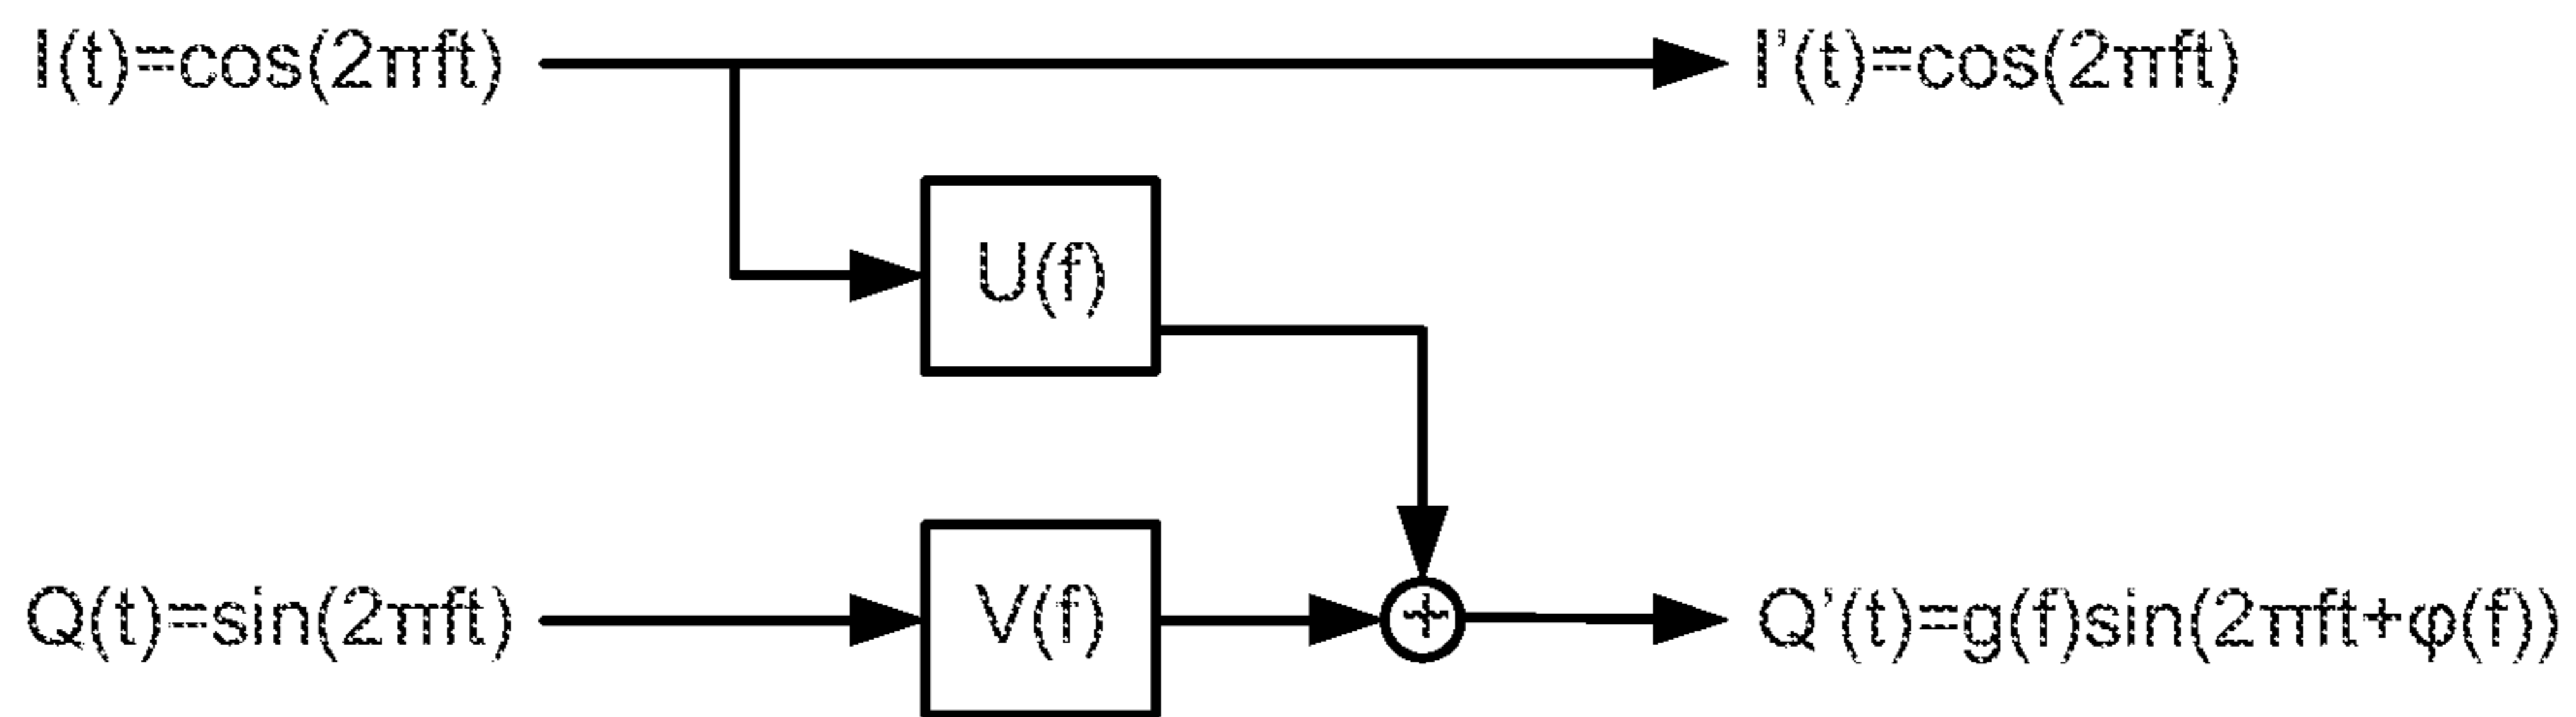 I(t)=cos(2πft)
I'(t)=cos(2πft)
U(f)
V(f)
+
Q(t)=sin(2πft)
Q'(t)=g(f)sin(2πft+φ(f))